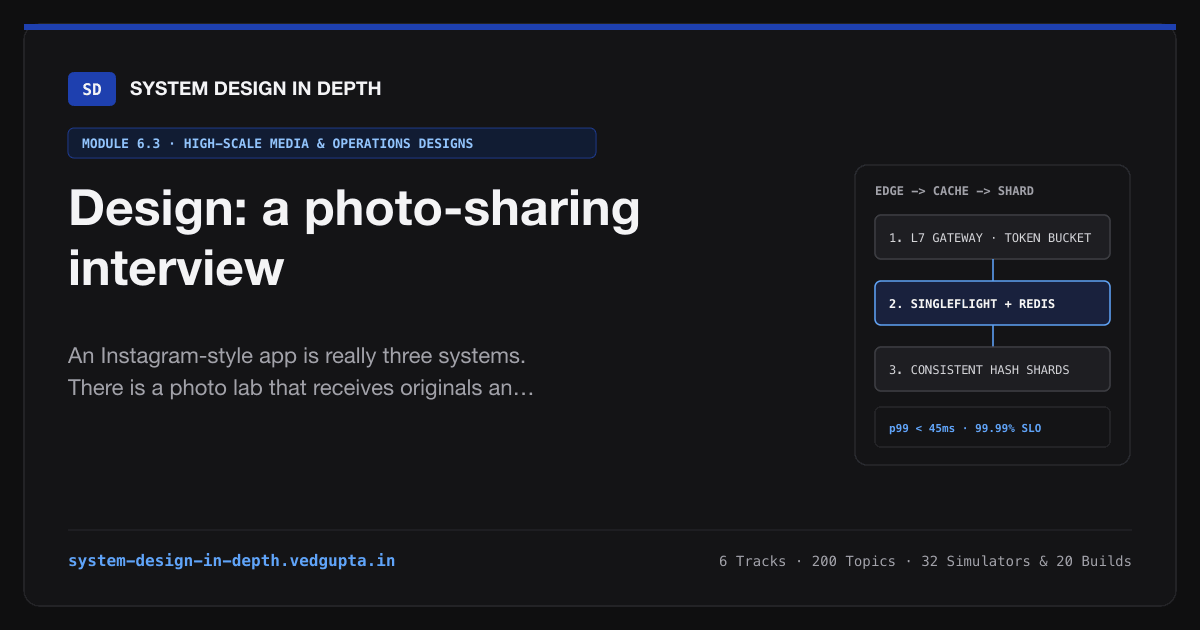 SD
SYSTEM DESIGN IN DEPTH
MODULE 6.3 · HIGH-SCALE MEDIA & OPERATIONS DESIGNS
Design: a photo-sharing
interview
An Instagram-style app is really three systems.
There is a photo lab that receives originals an…
EDGE -> CACHE -> SHARD
1. L7 GATEWAY · TOKEN BUCKET
2. SINGLEFLIGHT + REDIS
3. CONSISTENT HASH SHARDS
p99 < 45ms · 99.99% SLO
system-design-in-depth.vedgupta.in
6 Tracks · 200 Topics · 32 Simulators & 20 Builds